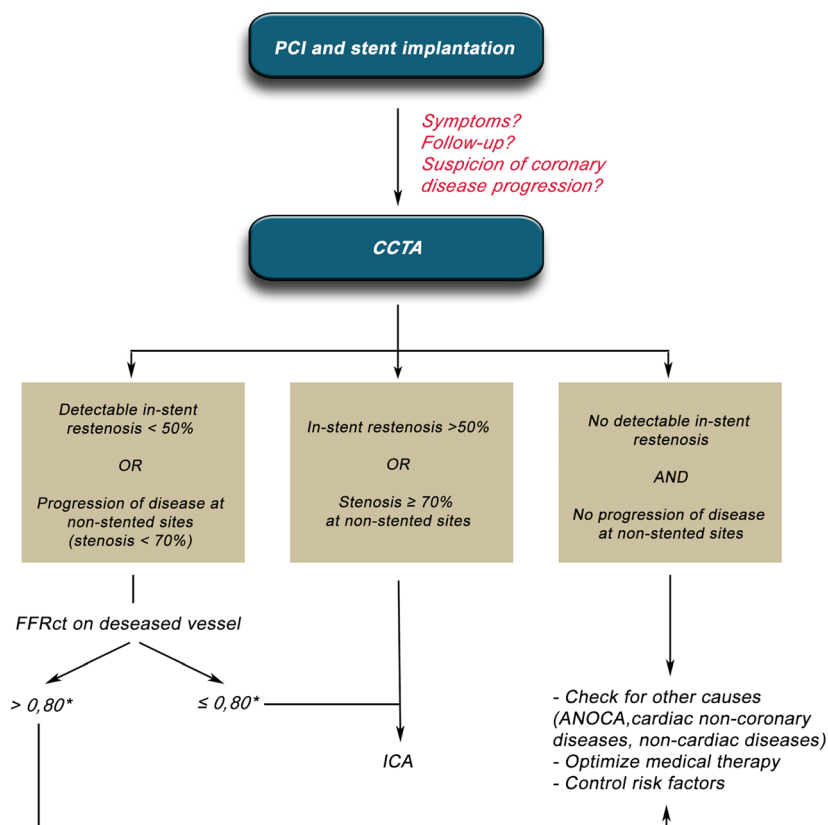 PCI and stent implantation
Symptoms?
Follow-up?
Suspicion of coronary
disease progression?
CCTA
Detectable in-stent
restenosis < 50%
OR
Progression of disease at
non-stented sites
(stenosis < 70%)
In-stent restenosis >50%
OR
Stenosis ≥ 70%
at non-stented sites
No detectable in-stent
restenosis
AND
No progression of disease
at non-stented sites
FFRct on deseased vessel
> 0,80*
≤ 0,80*
ICA
- Check for other causes
(ANOCA,cardiac non-coronary
diseases, non-cardiac diseases)
- Optimize medical therapy
- Control risk factors